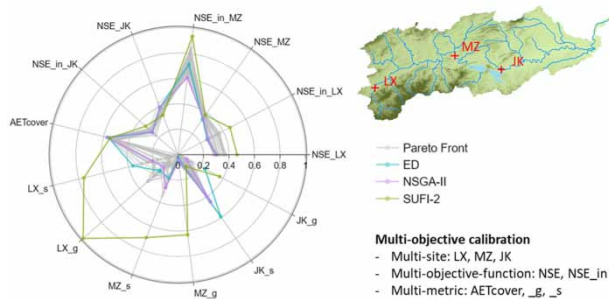 NSE_in_MZ
NSE_JK
NSE_MZ
NSE_in_JK
NSE_in_LX
AETcover
NSE_LX
0 0.2 0.4 0.6 0.8 1
LX_s
JK_g
LX_g
JK_s
MZ_s
MZ_g
MZ
JK
LX
Pareto Front
ED
NSGA-II
SUFI-2
Multi-objective calibration
- Multi-site: LX, MZ, JK
- Multi-objective-function: NSE, NSE_in
- Multi-metric: AETcover, _g, _s